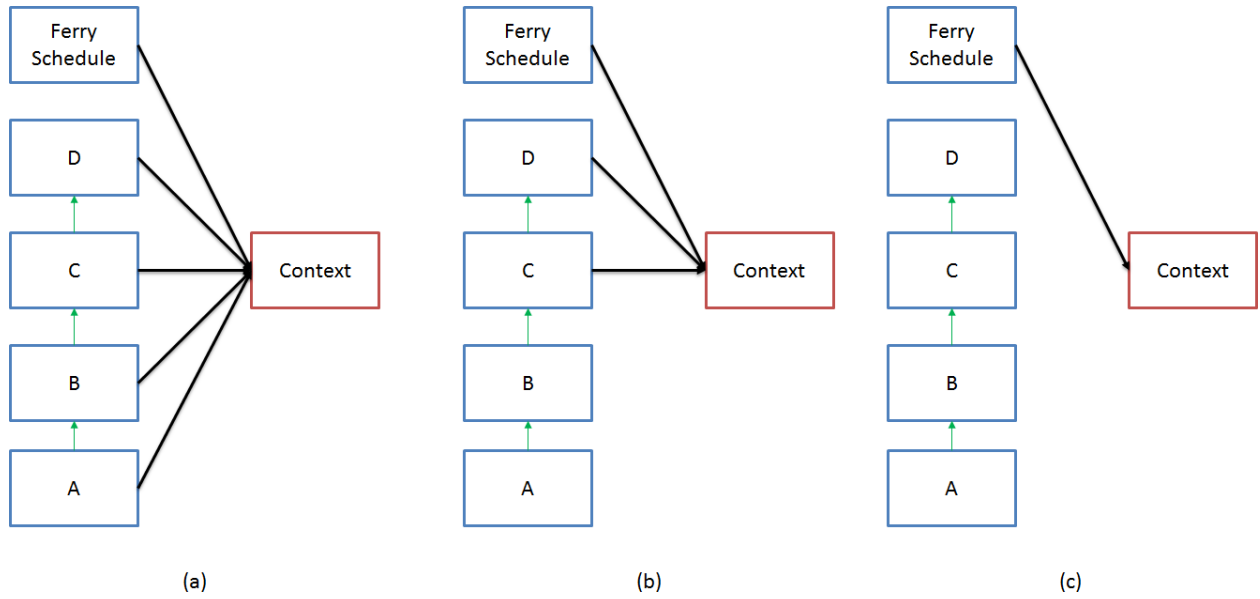 Ferry
Schedule
D
C
Context
B
A
(a)
Ferry
Schedule
D
C
Context
B
A
(b)
Ferry
Schedule
D
C
Context
B
A
(c)